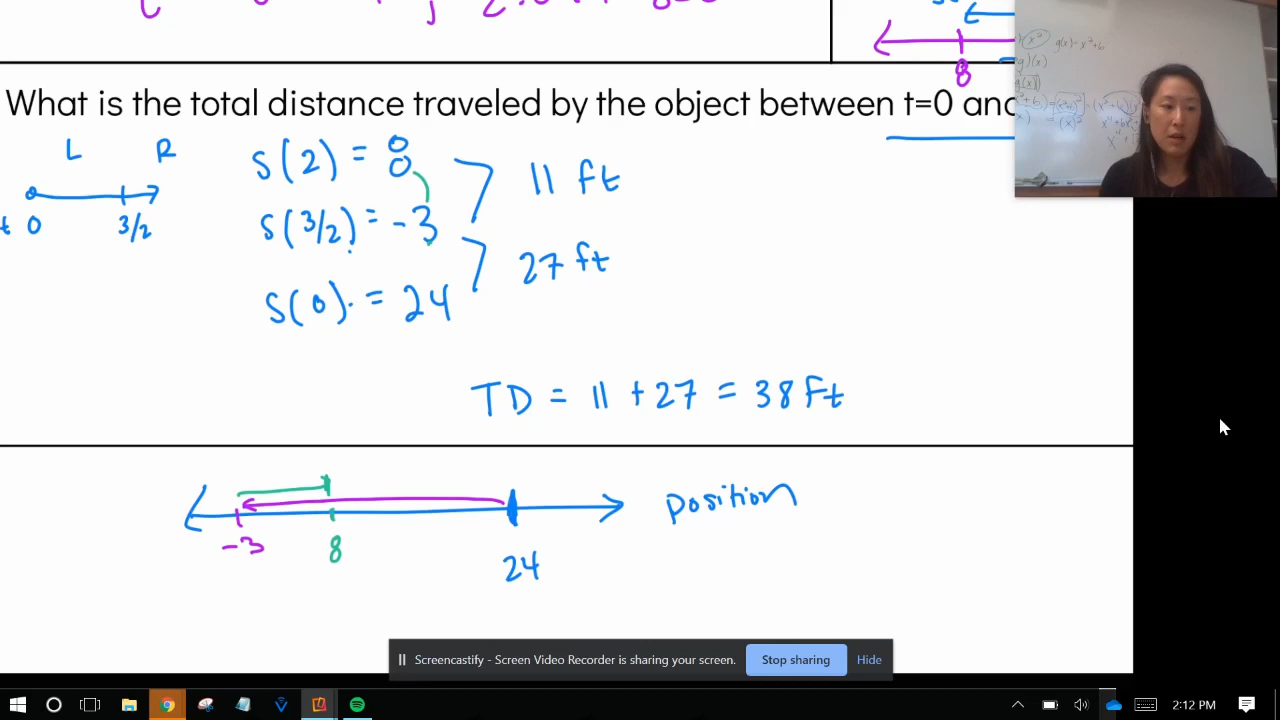 8
What is the total distance traveled by the object between t=0 and
L R
s(2) = 8
11 ft
t 0 3/2
s(3/2) = -3
27 ft
s(0) = 24
TD = 11 + 27 = 38 ft
position
-3 8 24
Screencastify - Screen Video Recorder is sharing your screen. Stop sharing Hide
2:12 PM